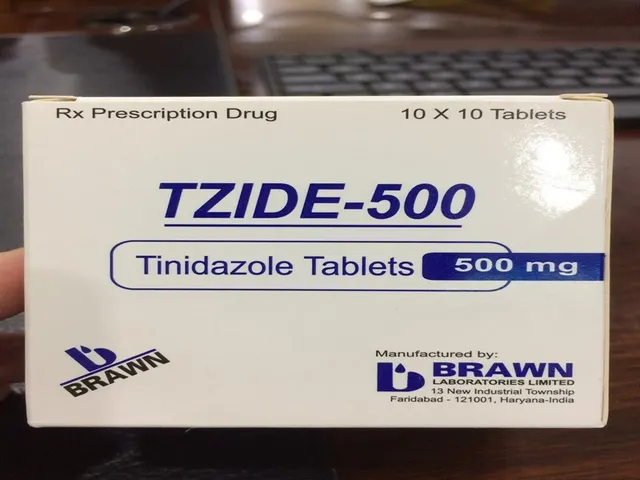 Rx Prescription Drug
10 X 10 Tablets
TZIDE-500
Tinidazole Tablets 500 mg
BRAWN
Manufactured by:
BRAWN
LABORATORIES LIMITED
13 New Industrial Township
Faridabad - 121001, Haryana-India